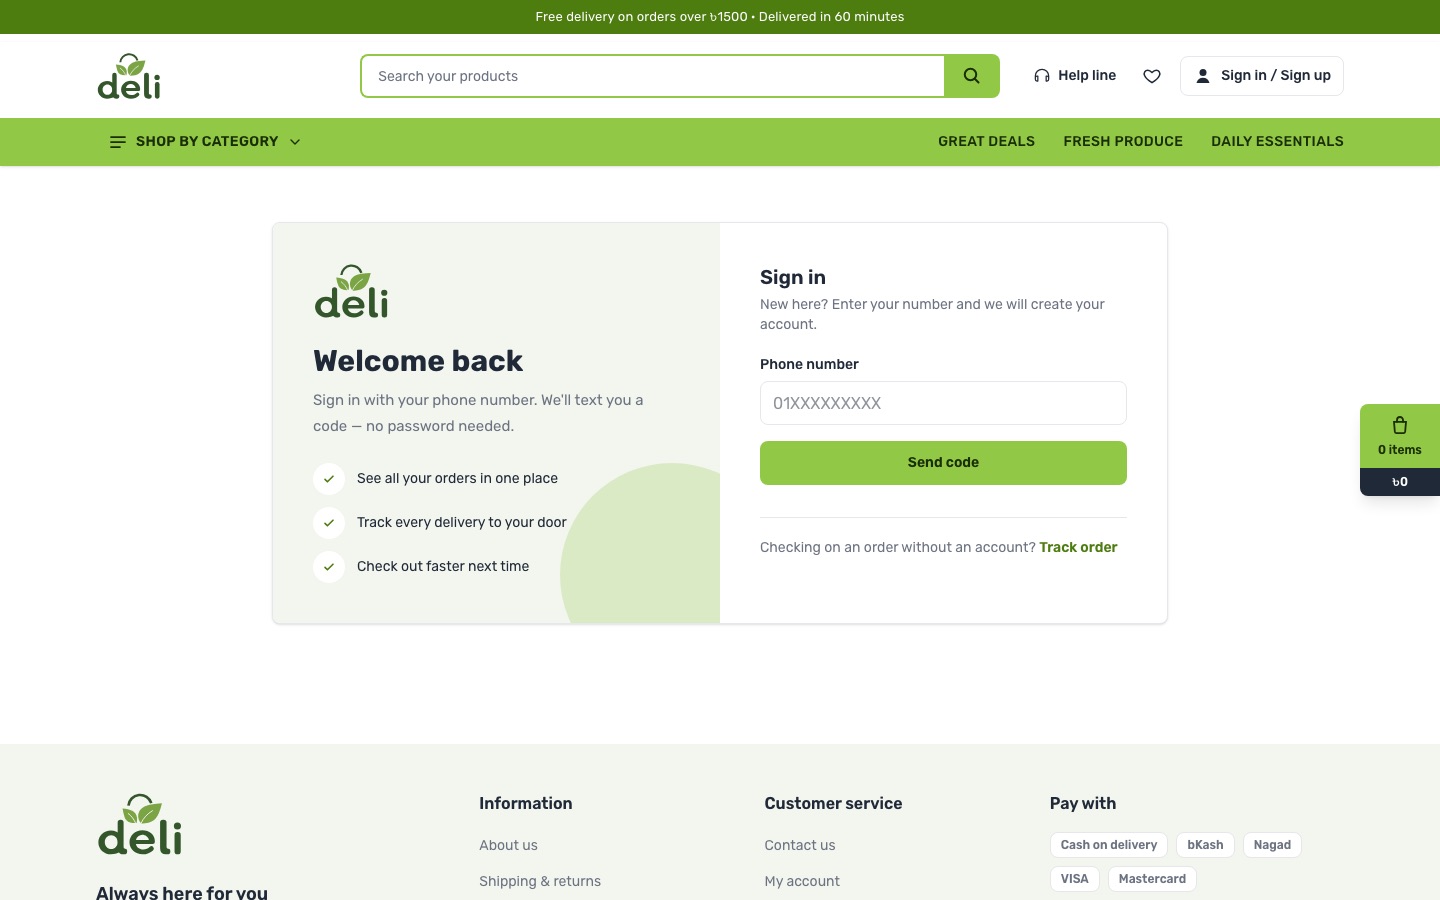 Free delivery on orders over ৳1500 • Delivered in 60 minutes
deli
Search your products
Help line
Sign in / Sign up
SHOP BY CATEGORY
GREAT DEALS
FRESH PRODUCE
DAILY ESSENTIALS
deli
Welcome back
Sign in with your phone number. We'll text you a
code — no password needed.
See all your orders in one place
Track every delivery to your door
Check out faster next time
Sign in
New here? Enter your number and we will create your
account.
Phone number
01XXXXXXXXX
Send code
Checking on an order without an account? Track order
0 items
৳0
deli
Always here for you
Information
About us
Shipping & returns
Customer service
Contact us
My account
Pay with
Cash on delivery
bKash
Nagad
VISA
Mastercard